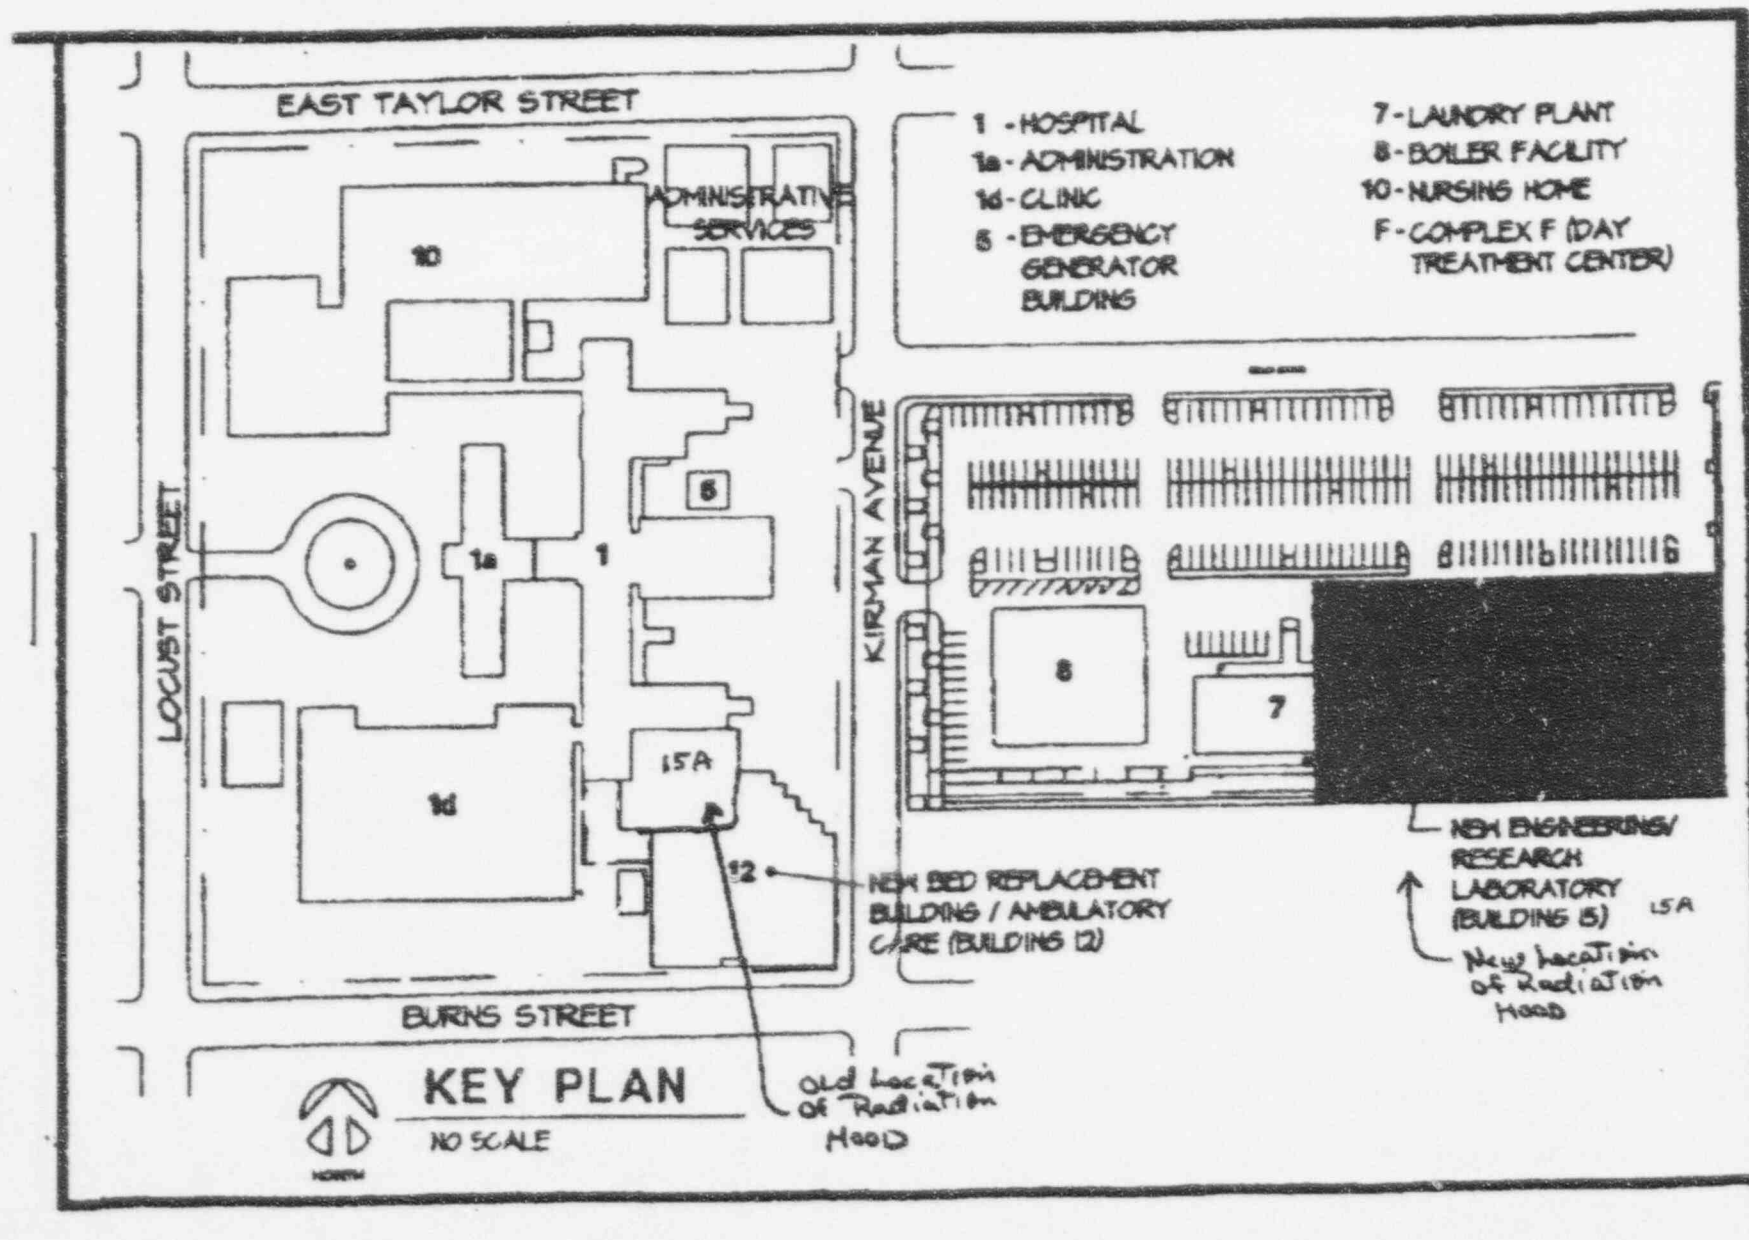 EAST TAYLOR STREET
1 - HOSPITAL
1a - ADMINISTRATION
1d - CLINIC
5 - EMERGENCY
GENERATOR
BUILDING
7 - LAUNDRY PLANT
8 - BOILER FACILITY
10 - NURSING HOME
F - COMPLEX F (DAY
TREATMENT CENTER)
ADMINISTRATIVE
SERVICES
10
5
1a
1
LOCUST STREET
KIRMAN AVENUE
8
7
15A
1d
12
NEW BED REPLACEMENT
BUILDING / AMBULATORY
CARE (BUILDING 12)
NEW ENGINEERING/
RESEARCH
LABORATORY
(BUILDING 15) 15A
New Location
of Radiation
HOOD
BURNS STREET
KEY PLAN
NO SCALE
NORTH
Old Location
of Radiation
HOOD